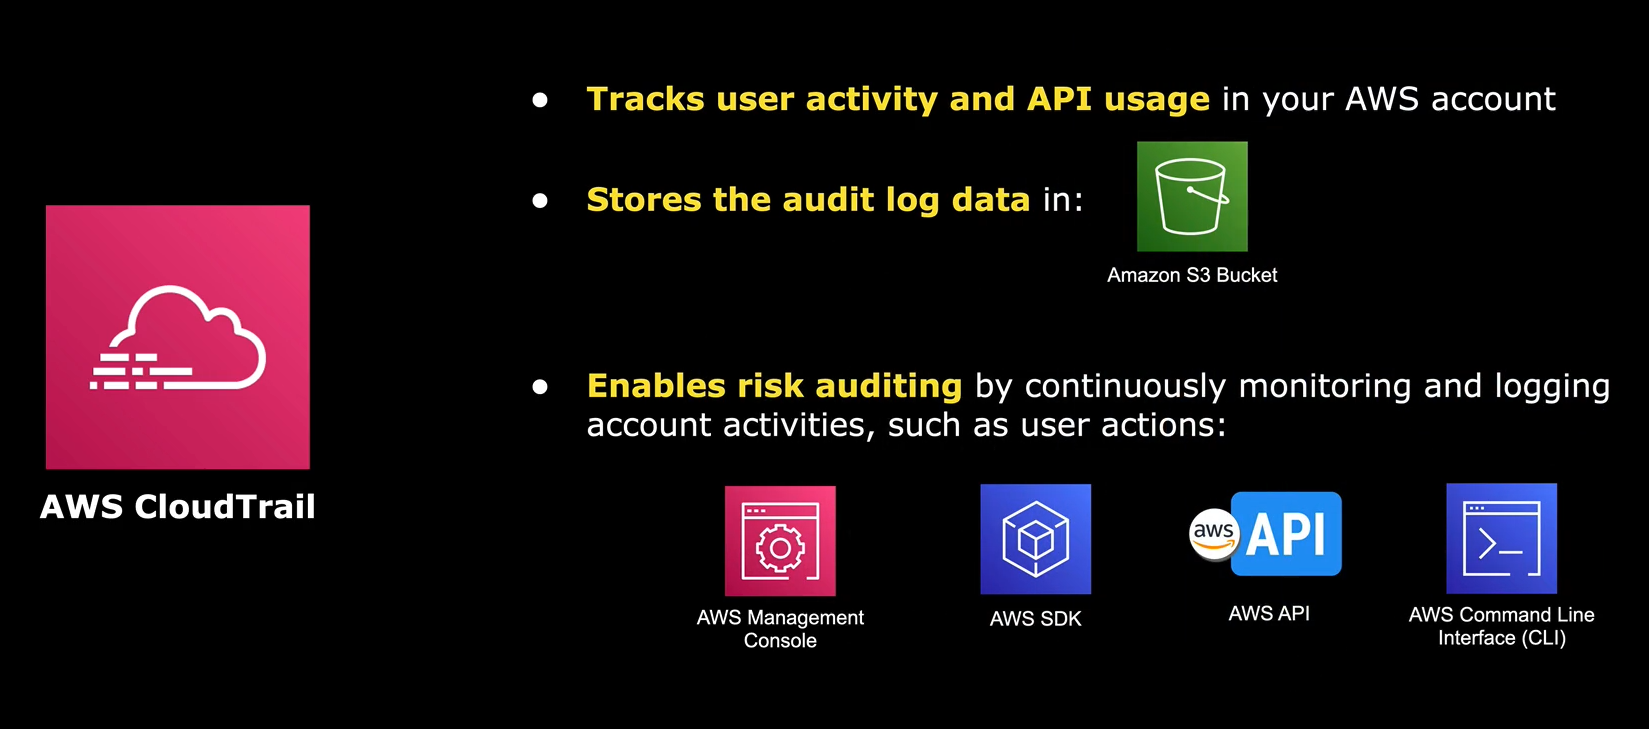 ● Tracks user activity and API usage in your AWS account
● Stores the audit log data in:
Amazon S3 Bucket
AWS CloudTrail
● Enables risk auditing by continuously monitoring and logging
account activities, such as user actions:
aws API
AWS Management
Console
AWS SDK
AWS API
AWS Command Line
Interface (CLI)